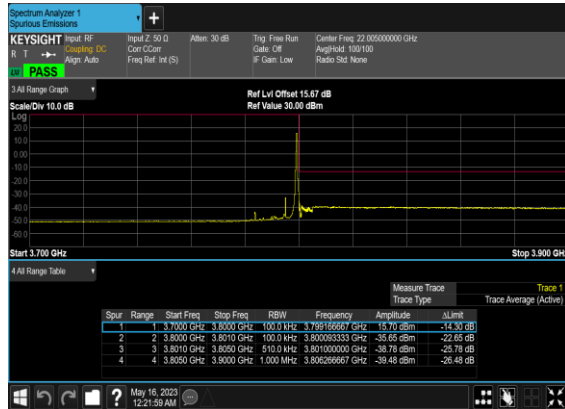 Spectrum Analyzer 1
Spurious Emissions
KEYSIGHT Input: RF Input Z: 50 Ω Atten: 30 dB Trig: Free Run Center Freq: 22.005000000 GHz
R T Coupling: DC Corr CCorr Gate: Off Avg|Hold: 100/100
Align: Auto Freq Ref: Int (S) IF Gain: Low Radio Std: None
PASS
3 All Range Graph
Ref Lvl Offset 15.67 dB
Scale/Div 10.0 dB Ref Value 30.00 dBm
Log
20.0
10.0
0.00
-10.0
-20.0
-30.0
-40.0
-50.0
-60.0
Start 3.700 GHz Stop 3.900 GHz
4 All Range Table
Measure Trace Trace 1
Trace Type Trace Average (Active)
Spur Range Start Freq Stop Freq RBW Frequency Amplitude ΔLimit
1 1 3.7000 GHz 3.8000 GHz 100.0 kHz 3.799166667 GHz 15.70 dBm -14.30 dB
2 2 3.8000 GHz 3.8010 GHz 100.0 kHz 3.800093333 GHz -35.65 dBm -22.65 dB
3 3 3.8010 GHz 3.8050 GHz 510.0 kHz 3.801000000 GHz -38.78 dBm -25.78 dB
4 4 3.8050 GHz 3.9000 GHz 1.000 MHz 3.806266667 GHz -39.48 dBm -26.48 dB
May 16, 2023
12:21:59 AM